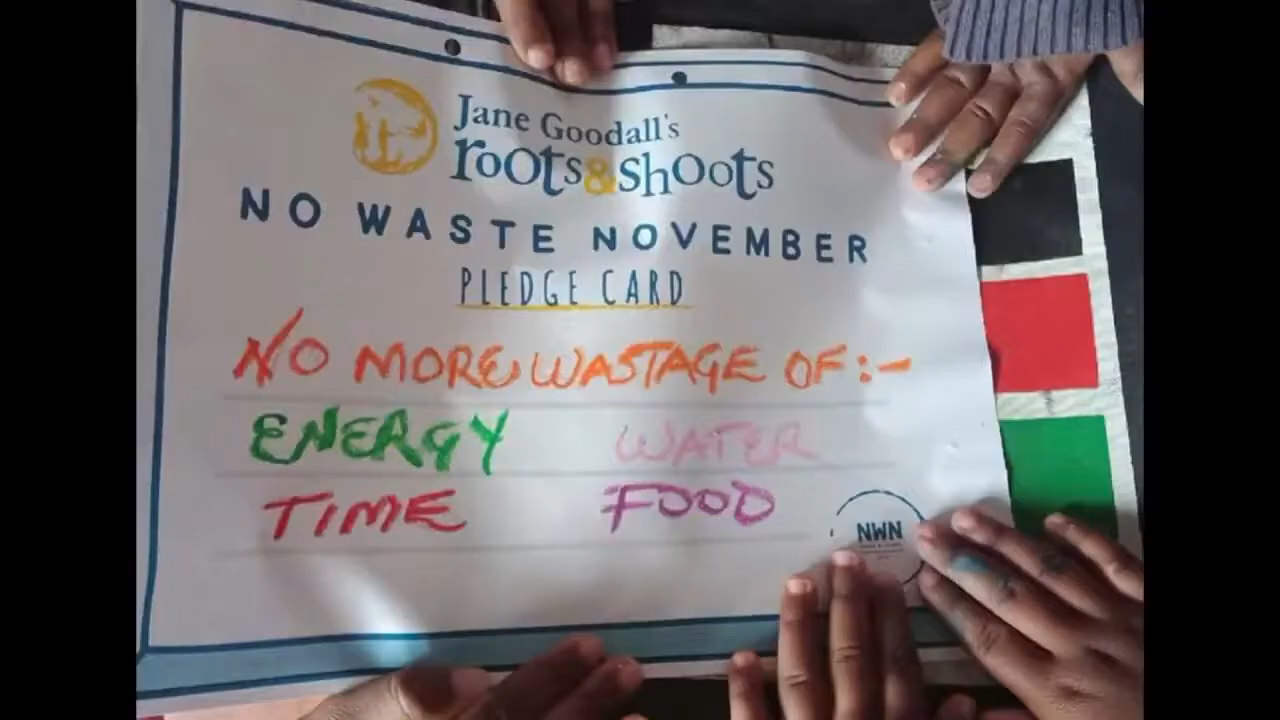 Jane Goodall's
roots&shoots
NO WASTE NOVEMBER
PLEDGE CARD
NO MORE WASTAGE OF:-
ENERGY WATER
TIME FOOD
NWN